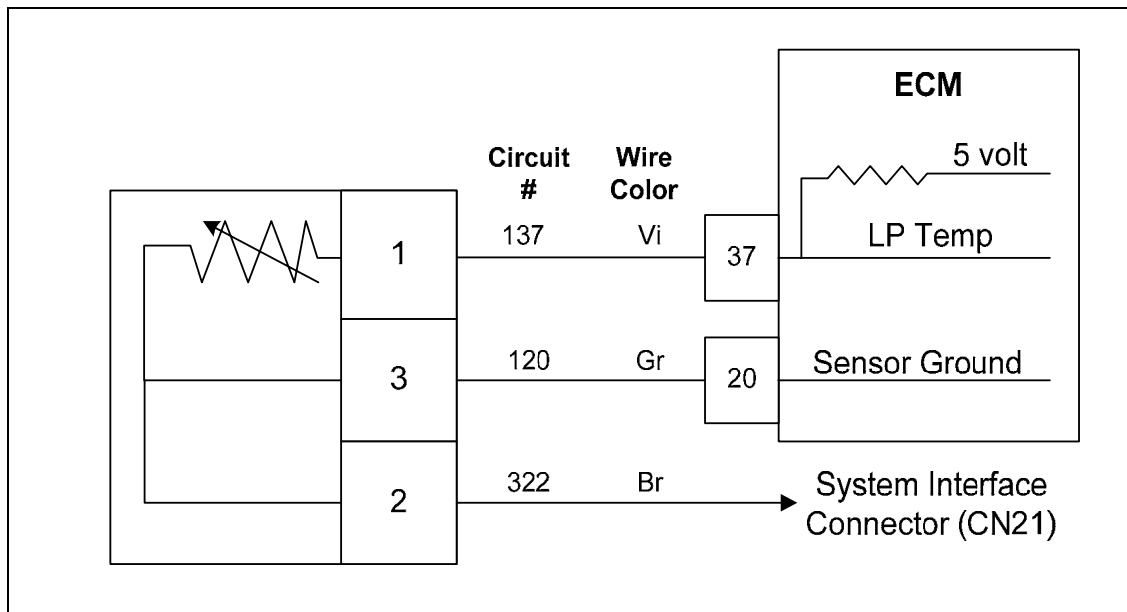 ECM
5 volt
Circuit Wire
# Color
1 137 Vi 37 LP Temp
3 120 Gr 20 Sensor Ground
2 322 Br System Interface
Connector (CN21)